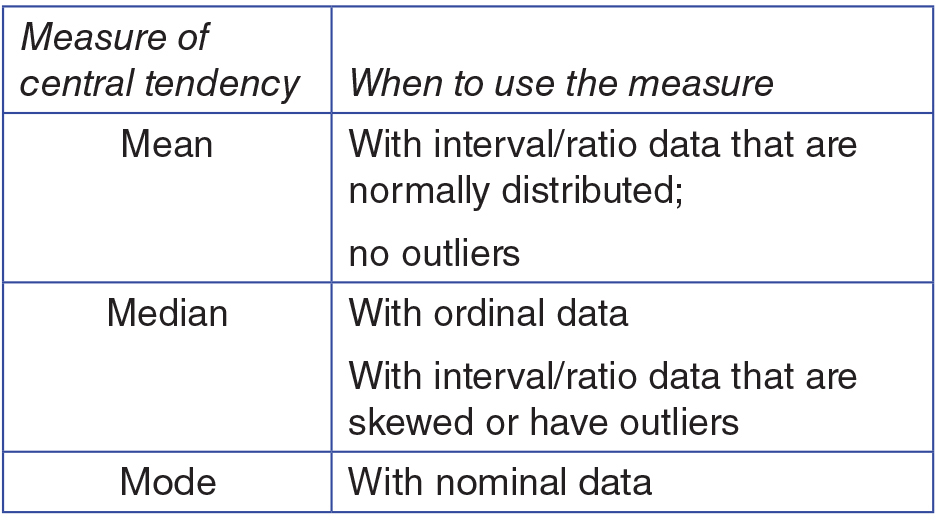 Measure of
central tendency
When to use the measure
Mean
With interval/ratio data that are
normally distributed;
no outliers
Median
With ordinal data
With interval/ratio data that are
skewed or have outliers
Mode
With nominal data